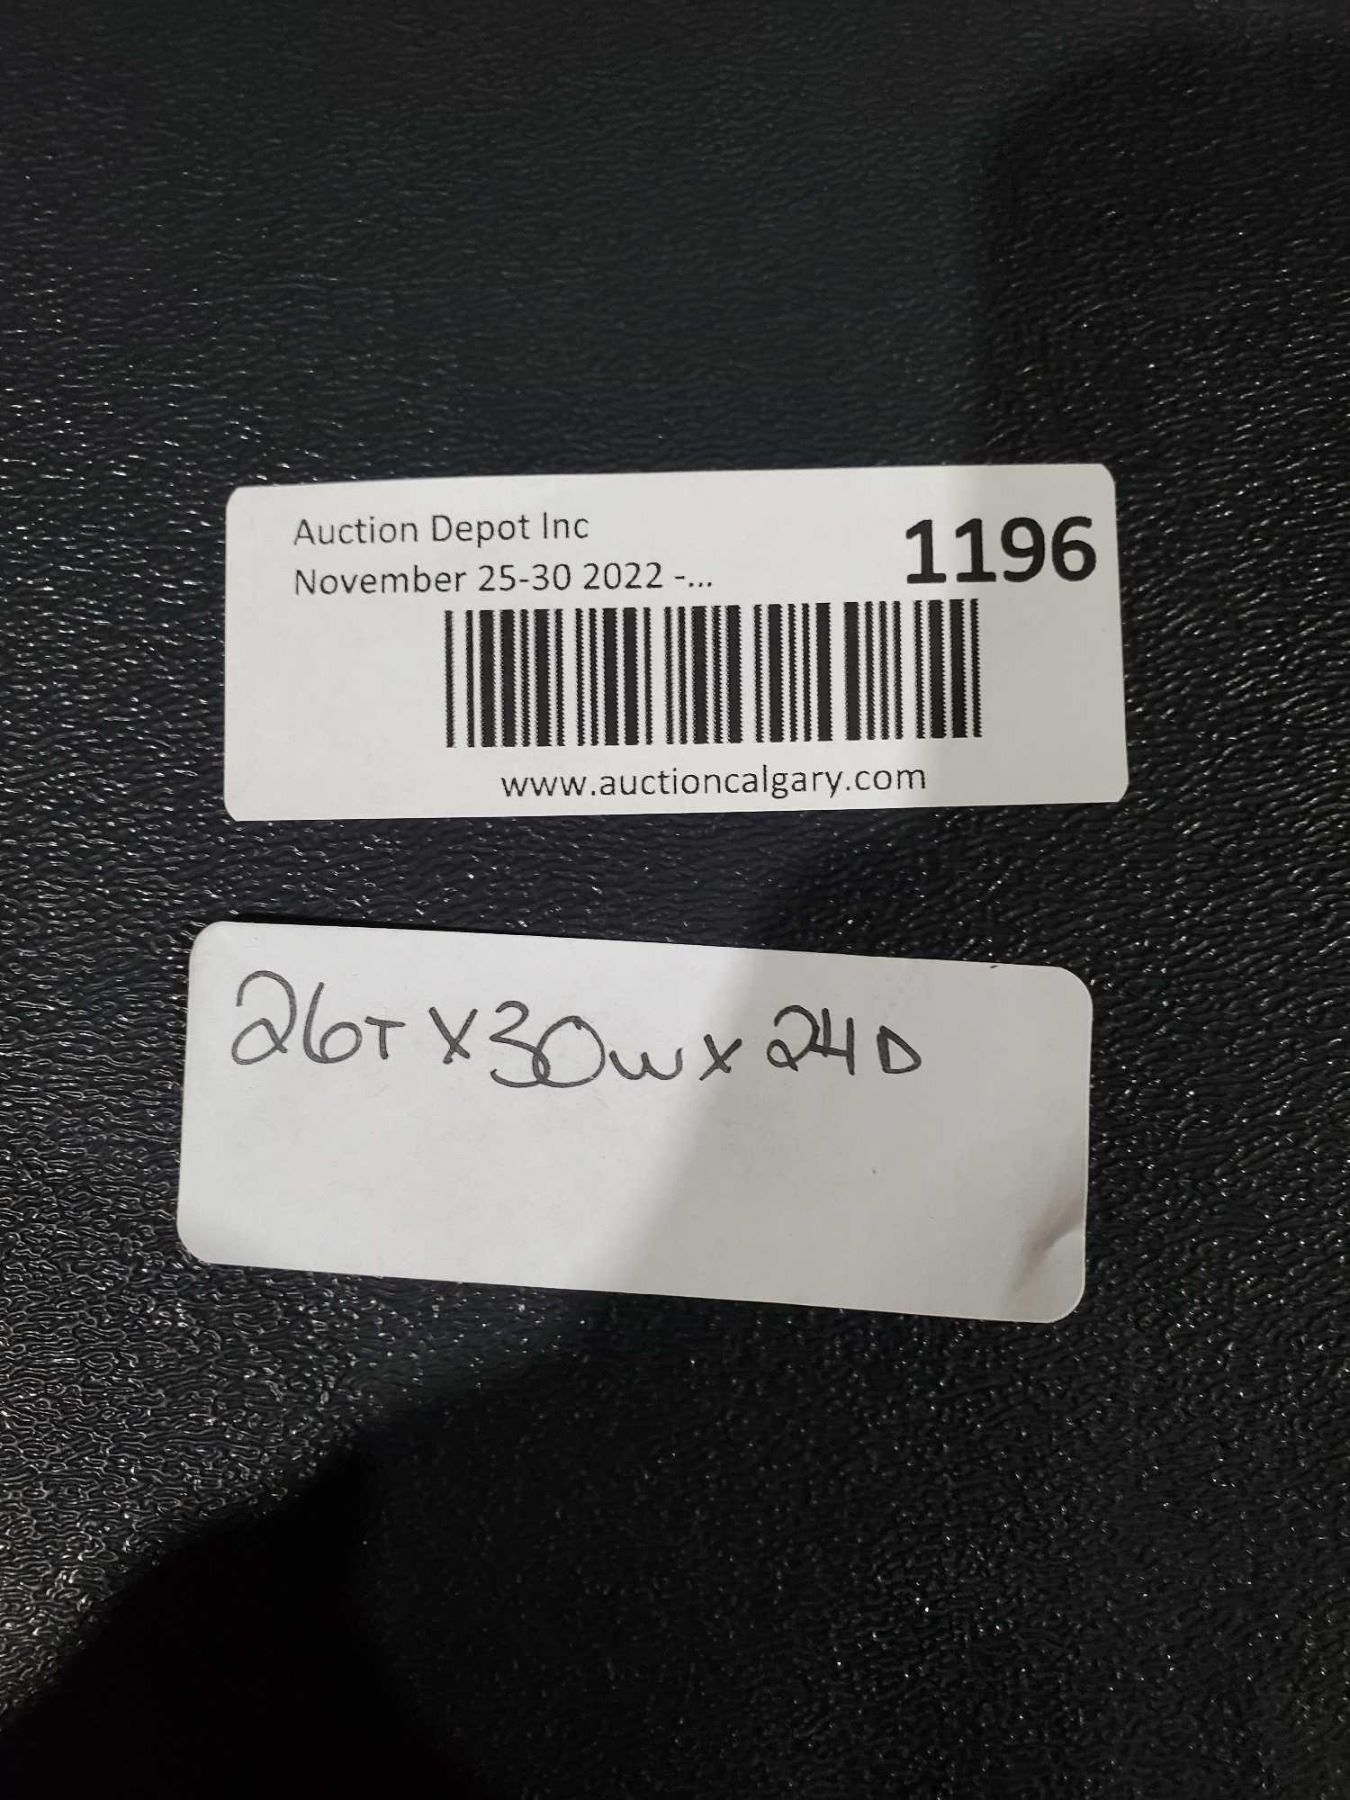 Auction Depot Inc
1196
November 25-30 2022 -...
www.auctioncalgary.com
26T X 30W X 24D